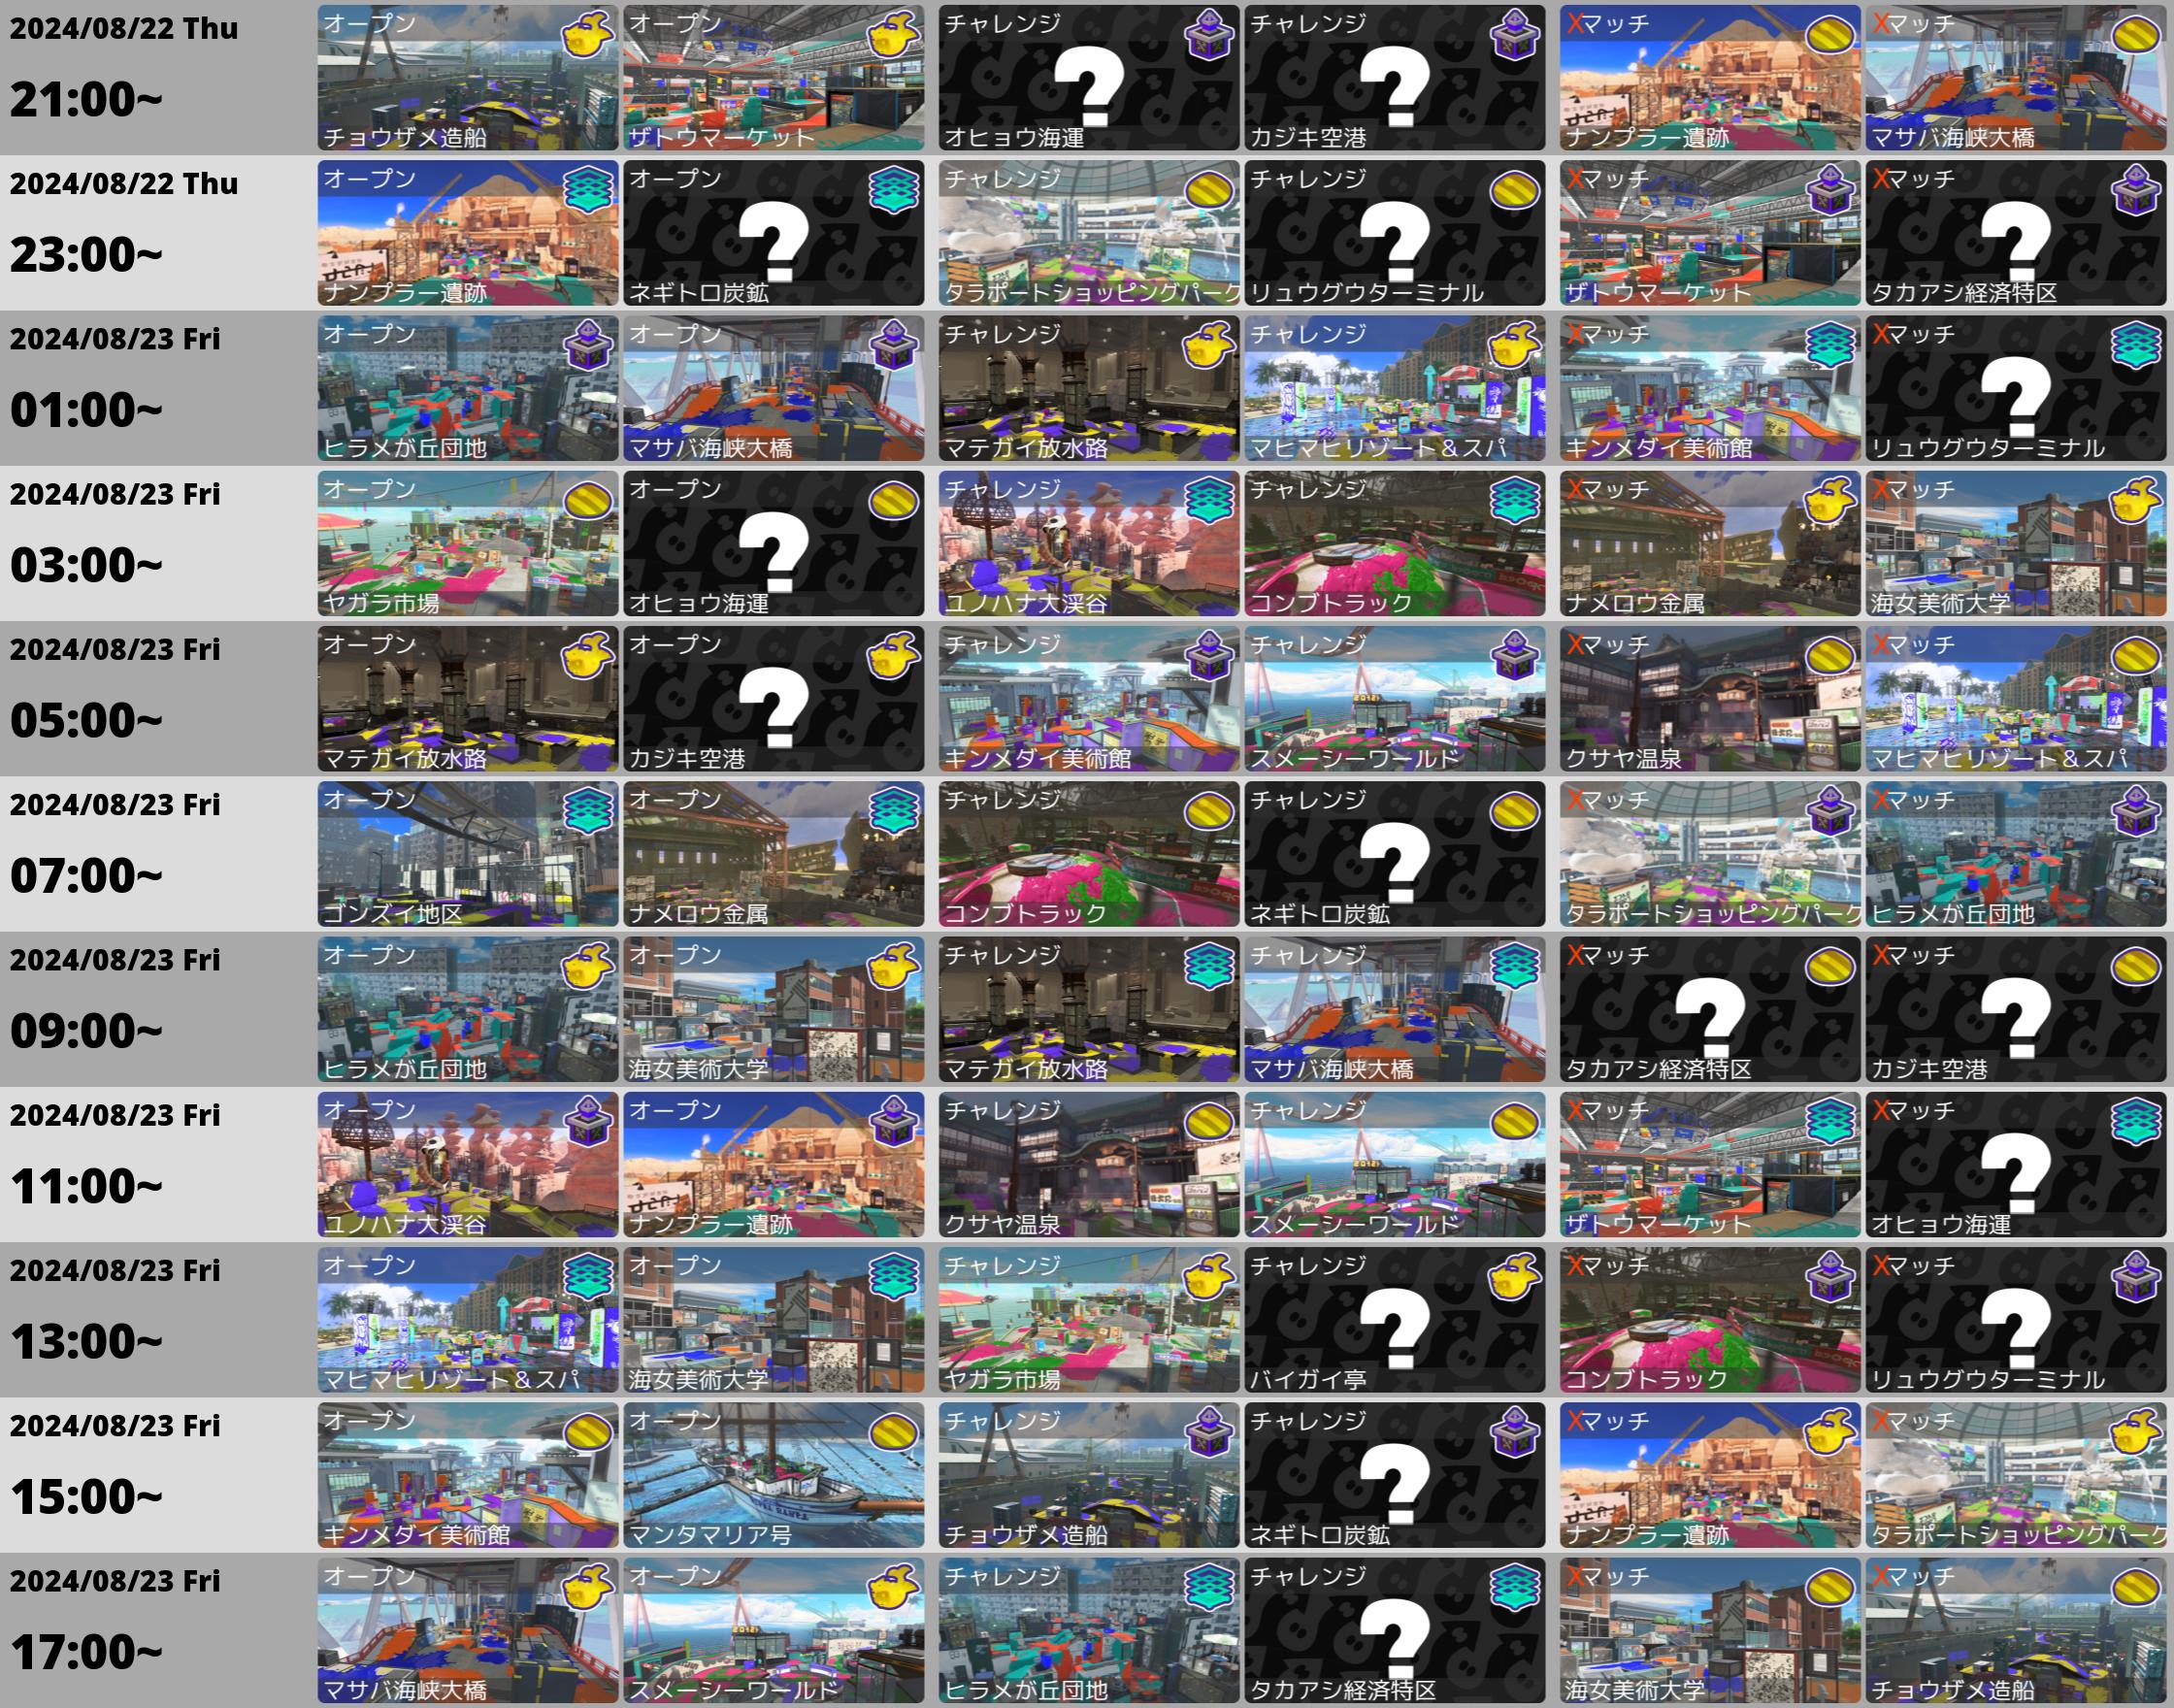 2024/08/22 Thu
21:00~
オープン
チョウザメ造船
オープン
ザトウマーケット
チャレンジ
オヒョウ海運
チャレンジ
カジキ空港
Xマッチ
ナンプラー遺跡
Xマッチ
マサバ海峡大橋
2024/08/22 Thu
23:00~
オープン
ナンプラー遺跡
オープン
ネギトロ炭鉱
チャレンジ
タラポートショッピングパーク
チャレンジ
リュウグウターミナル
Xマッチ
ザトウマーケット
Xマッチ
タカアシ経済特区
2024/08/23 Fri
01:00~
オープン
ヒラメが丘団地
オープン
マサバ海峡大橋
チャレンジ
マテガイ放水路
チャレンジ
マヒマヒリゾート＆スパ
Xマッチ
キンメダイ美術館
Xマッチ
リュウグウターミナル
2024/08/23 Fri
03:00~
オープン
ヤガラ市場
オープン
オヒョウ海運
チャレンジ
ユノハナ大渓谷
チャレンジ
コンブトラック
Xマッチ
ナメロウ金属
Xマッチ
海女美術大学
2024/08/23 Fri
05:00~
オープン
マテガイ放水路
オープン
カジキ空港
チャレンジ
キンメダイ美術館
チャレンジ
スメーシーワールド
Xマッチ
クサヤ温泉
Xマッチ
マヒマヒリゾート＆スパ
2024/08/23 Fri
07:00~
オープン
ゴンズイ地区
オープン
ナメロウ金属
チャレンジ
コンブトラック
チャレンジ
ネギトロ炭鉱
Xマッチ
タラポートショッピングパーク
Xマッチ
ヒラメが丘団地
2024/08/23 Fri
09:00~
オープン
ヒラメが丘団地
オープン
海女美術大学
チャレンジ
マテガイ放水路
チャレンジ
マサバ海峡大橋
Xマッチ
タカアシ経済特区
Xマッチ
カジキ空港
2024/08/23 Fri
11:00~
オープン
ユノハナ大渓谷
オープン
ナンプラー遺跡
チャレンジ
クサヤ温泉
チャレンジ
スメーシーワールド
Xマッチ
ザトウマーケット
Xマッチ
オヒョウ海運
2024/08/23 Fri
13:00~
オープン
マヒマヒリゾート＆スパ
オープン
海女美術大学
チャレンジ
ヤガラ市場
チャレンジ
バイガイ亭
Xマッチ
コンブトラック
Xマッチ
リュウグウターミナル
2024/08/23 Fri
15:00~
オープン
キンメダイ美術館
オープン
マンタマリア号
チャレンジ
チョウザメ造船
チャレンジ
ネギトロ炭鉱
Xマッチ
ナンプラー遺跡
Xマッチ
タラポートショッピングパーク
2024/08/23 Fri
17:00~
オープン
マサバ海峡大橋
オープン
スメーシーワールド
チャレンジ
ヒラメが丘団地
チャレンジ
タカアシ経済特区
Xマッチ
海女美術大学
Xマッチ
チョウザメ造船